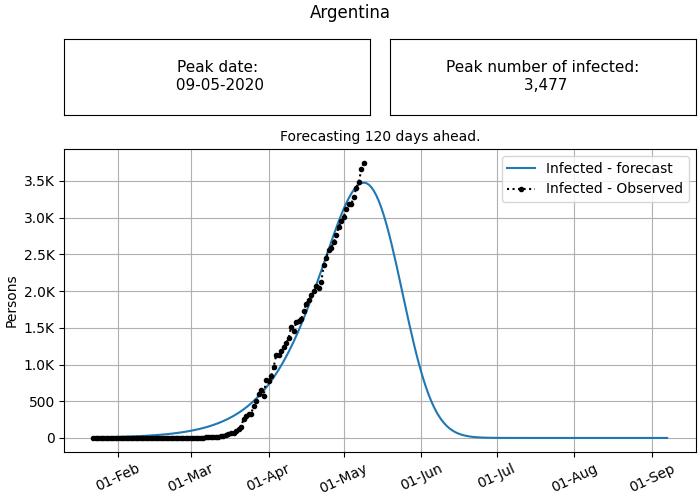 Argentina
Peak date:
09-05-2020
Peak number of infected:
3,477
Forecasting 120 days ahead.
Infected - forecast
Infected - Observed
Persons
3.5K
3.0K
2.5K
2.0K
1.5K
1.0K
500
0
01-Feb
01-Mar
01-Apr
01-May
01-Jun
01-Jul
01-Aug
01-Sep